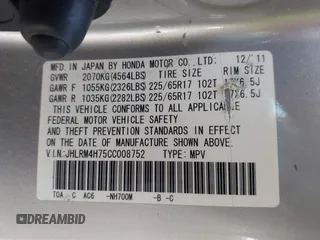 MFD. IN JAPAN BY HONDA MOTOR CO.,LTD. 12/'11
GVWR 2070KG(4564LBS) TIRE SIZE RIM SIZE
GAWR F 1055KG(2326LBS) 225/65R17 102T 17X6.5J
GAWR R 1035KG(2282LBS) 225/65R17 102T 17X6.5J
THIS VEHICLE CONFORMS TO ALL APPLICABLE
FEDERAL MOTOR VEHICLE SAFETY AND
THEFT PREVENTION STANDARDS IN EFFECT ON THE
DATE OF MANUFACTURE SHOWN ABOVE.
V.I.N:JHLRM4H75CC008752 TYPE: MPV
TOA C AC6 -NH700M -B -C
DREAMBID